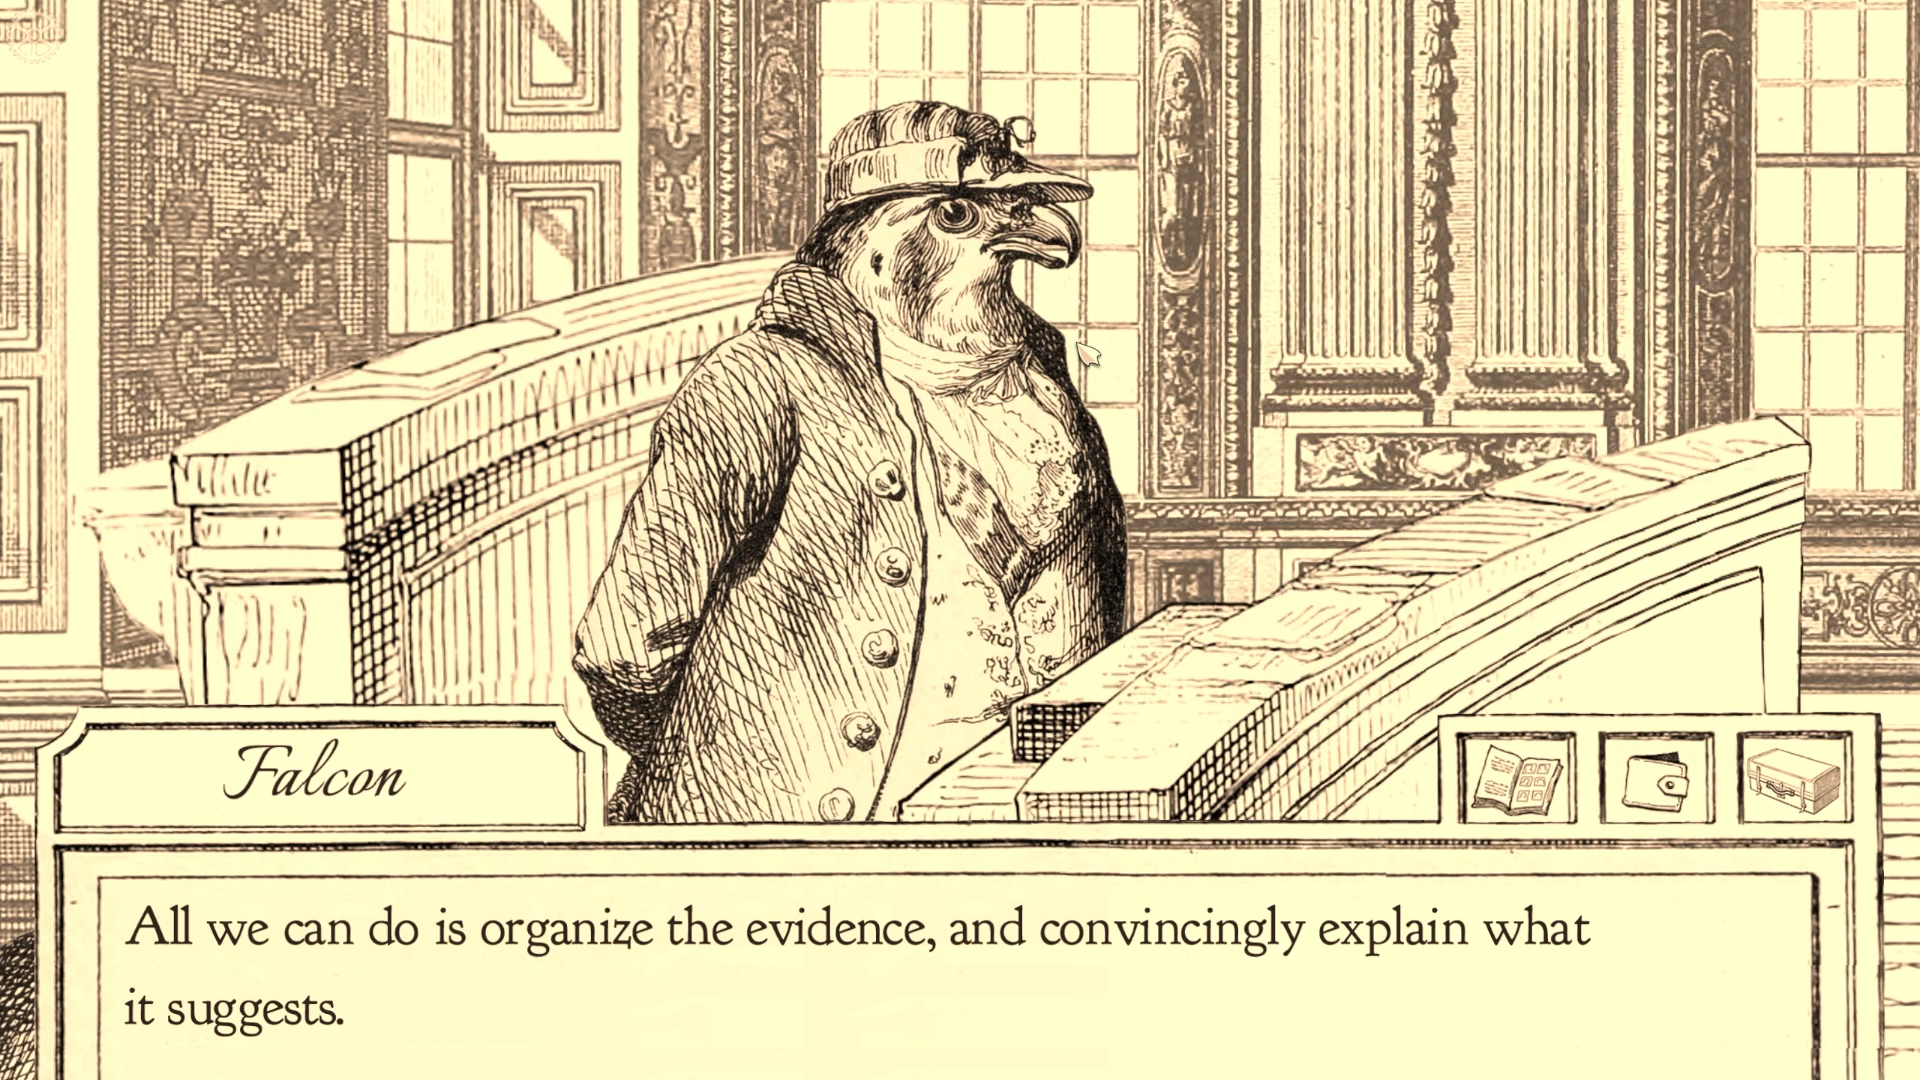 Falcon
All we can do is organize the evidence, and convincingly explain what
it suggests.